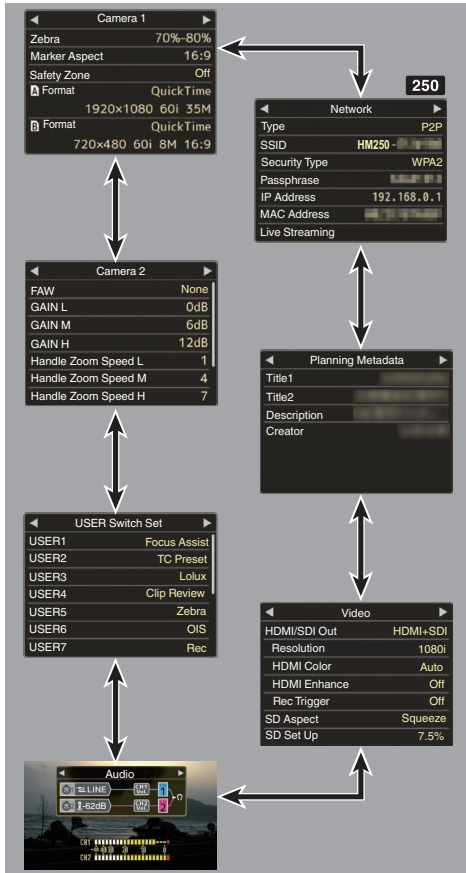 Camera 1
Zebra 70%-80%
Marker Aspect 16:9
Safety Zone Off
A Format QuickTime
1920×1080 60i 35M
B Format QuickTime
720×480 60i 8M 16:9
250
Network
Type P2P
SSID HM250-
Security Type WPA2
Passphrase
IP Address 192.168.0.1
MAC Address
Live Streaming
Camera 2
FAW None
GAIN L 0dB
GAIN M 6dB
GAIN H 12dB
Handle Zoom Speed L 1
Handle Zoom Speed M 4
Handle Zoom Speed H 7
Planning Metadata
Title1
Title2
Description
Creator
USER Switch Set
USER1 Focus Assist
USER2 TC Preset
USER3 Lolux
USER4 Clip Review
USER5 Zebra
USER6 OIS
USER7 Rec
Video
HDMI/SDI Out HDMI+SDI
Resolution 1080i
HDMI Color Auto
HDMI Enhance Off
Rec Trigger Off
SD Aspect Squeeze
SD Set Up 7.5%
Audio
LINE CH1 Vol. 1
-62dB CH2 Vol. 2
CH1
20 10 0
CH2